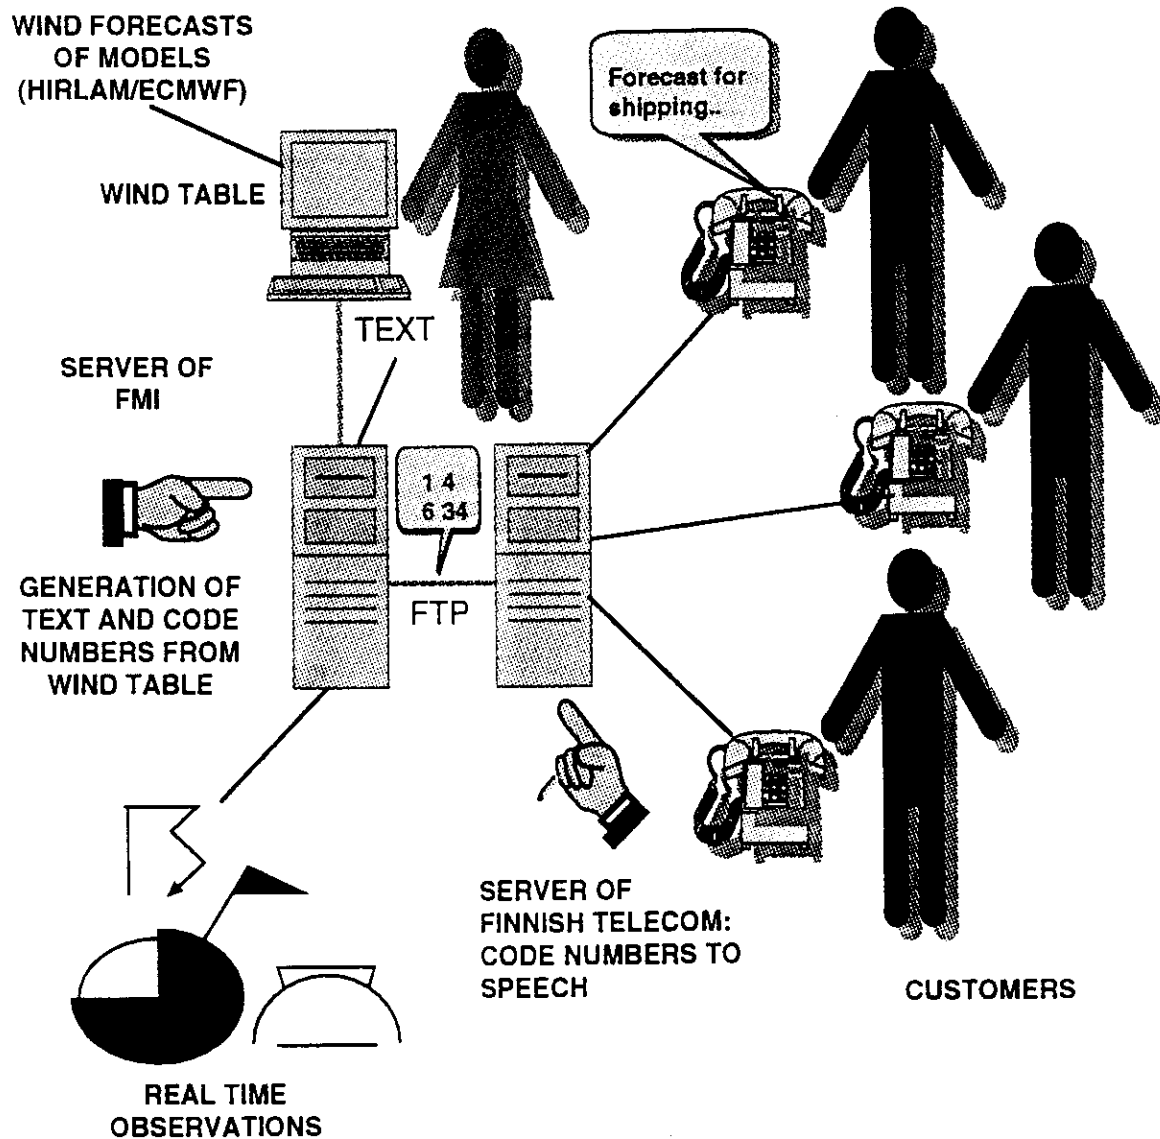 WIND FORECASTS
OF MODELS
(HIRLAM/ECMWF)
Forecast for
shipping..
WIND TABLE
TEXT
SERVER OF
FMI
1 4
6 34
FTP
GENERATION OF
TEXT AND CODE
NUMBERS FROM
WIND TABLE
SERVER OF
FINNISH TELECOM:
CODE NUMBERS TO
SPEECH
CUSTOMERS
REAL TIME
OBSERVATIONS